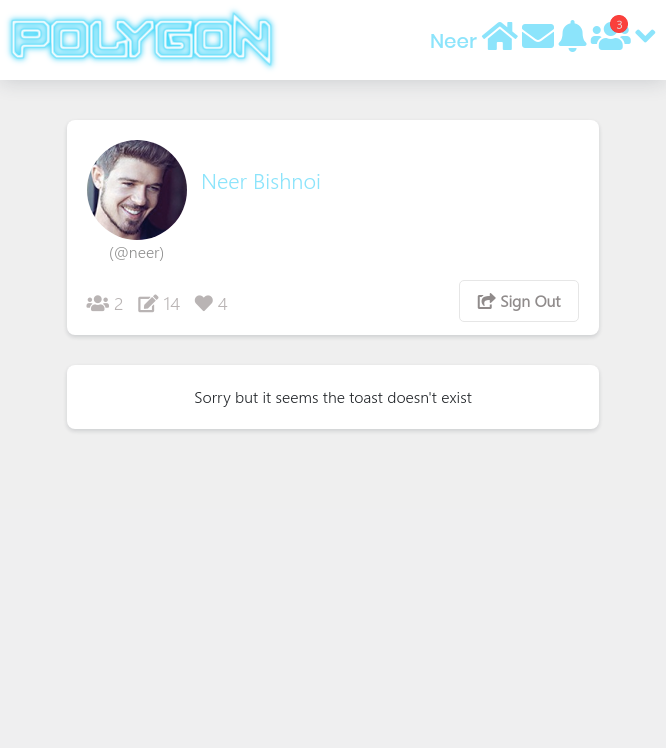 POLYGON
Neer
3
Neer Bishnoi
(@neer)
2 14 4
Sign Out
Sorry but it seems the toast doesn't exist